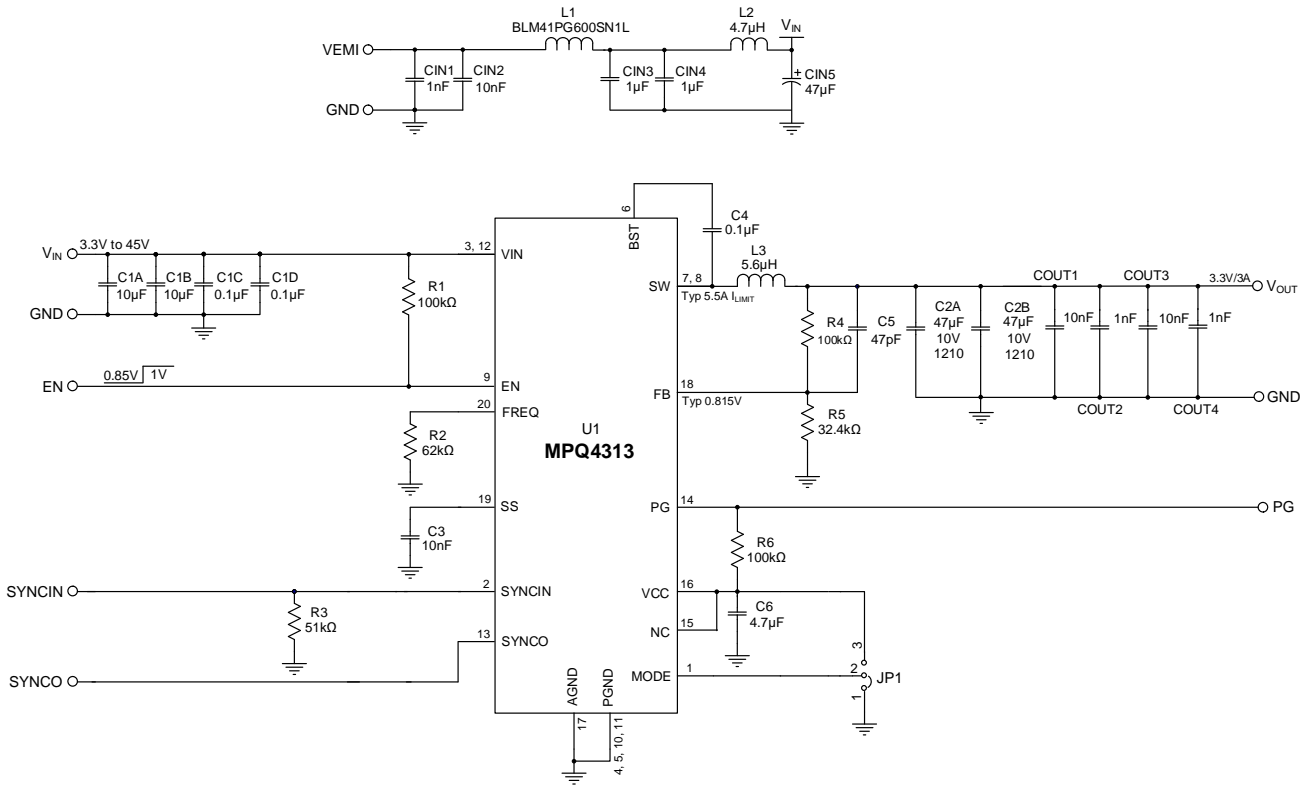 L1
BLM41PG600SN1L
L2
4.7µH
VIN
VEMI
CIN1
1nF
CIN2
10nF
CIN3
1µF
CIN4
1µF
+
CIN5
47µF
GND
VIN
3.3V to 45V
C1A
10µF
C1B
10µF
C1C
0.1µF
C1D
0.1µF
GND
R1
100kΩ
EN
0.85V
1V
R2
62kΩ
C3
10nF
SYNCIN
R3
51kΩ
SYNCO
3, 12
VIN
9
EN
20
FREQ
19
SS
2
SYNCIN
13
SYNCO
U1
MPQ4313
6
BST
SW
7, 8
Typ 5.5A ILIMIT
FB
18
Typ 0.815V
PG
14
VCC
16
NC
15
MODE
1
AGND
17
PGND
4, 5, 10, 11
C4
0.1µF
L3
5.6µH
R4
100kΩ
C5
47pF
R5
32.4kΩ
C2A
47µF
10V
1210
C2B
47µF
10V
1210
COUT1
10nF
1nF
COUT2
COUT3
10nF
1nF
COUT4
3.3V/3A
VOUT
GND
PG
R6
100kΩ
C6
4.7µF
3
2
1
JP1